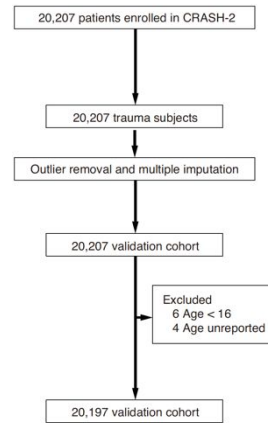 20,207 patients enrolled in CRASH-2
20,207 trauma subjects
Outlier removal and multiple imputation
20,207 validation cohort
Excluded
6 Age < 16
4 Age unreported
20,197 validation cohort